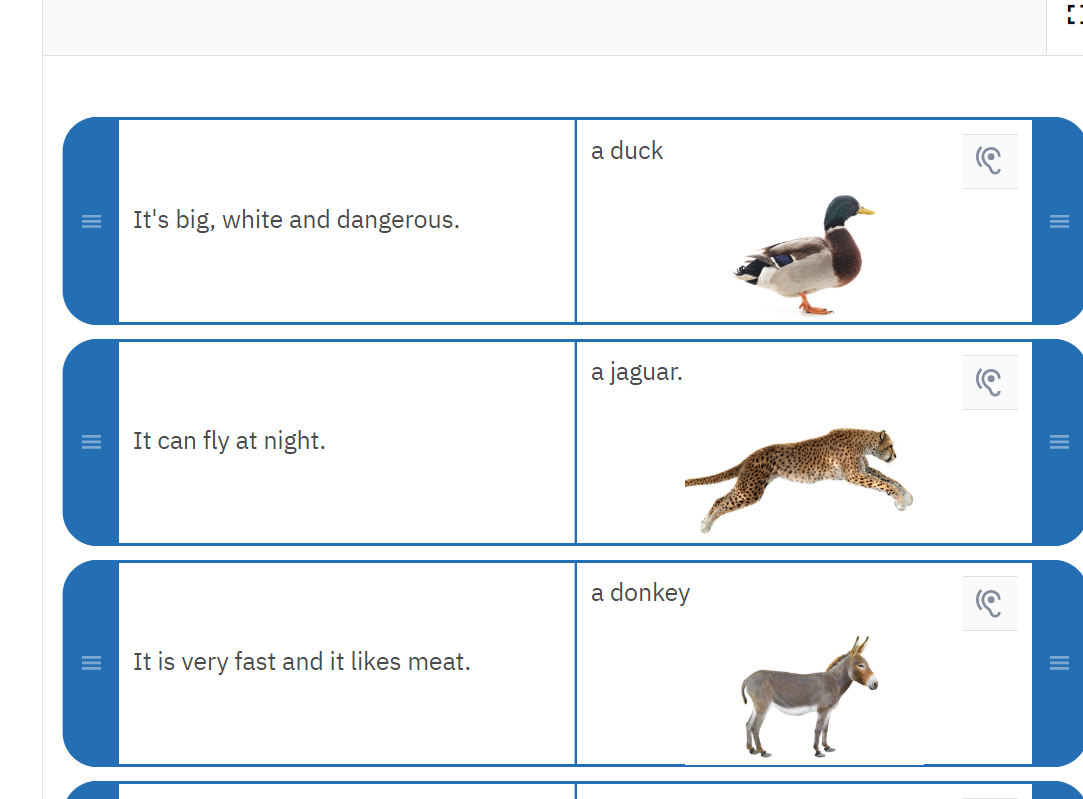 a duck
It's big, white and dangerous.
a jaguar.
It can fly at night.
a donkey
It is very fast and it likes meat.